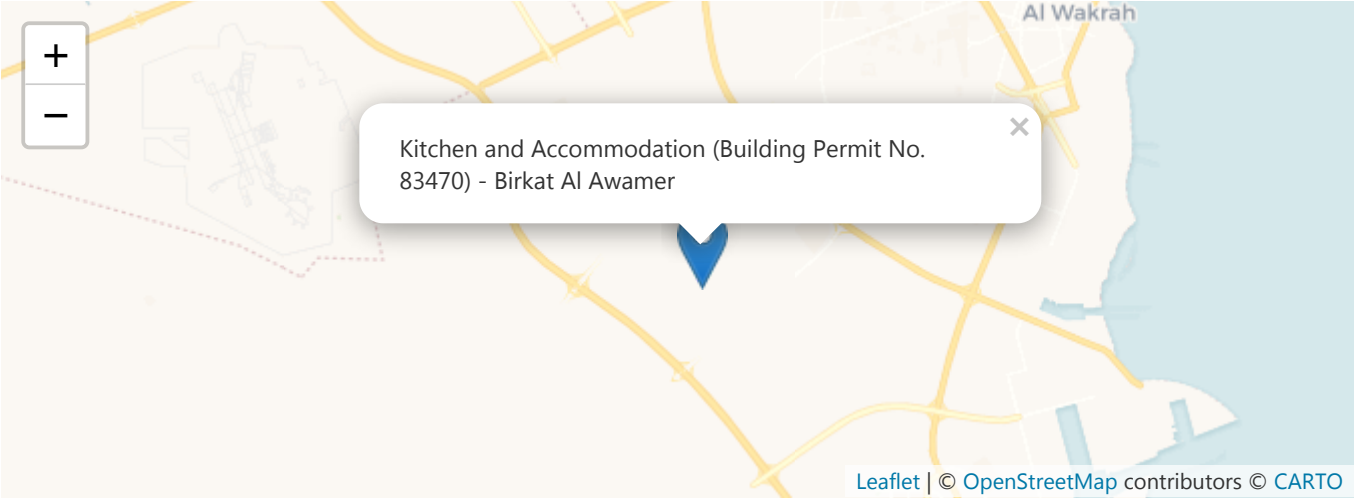 Al Wakrah
+
−
×
Kitchen and Accommodation (Building Permit No.
83470) - Birkat Al Awamer
Leaflet | © OpenStreetMap contributors © CARTO